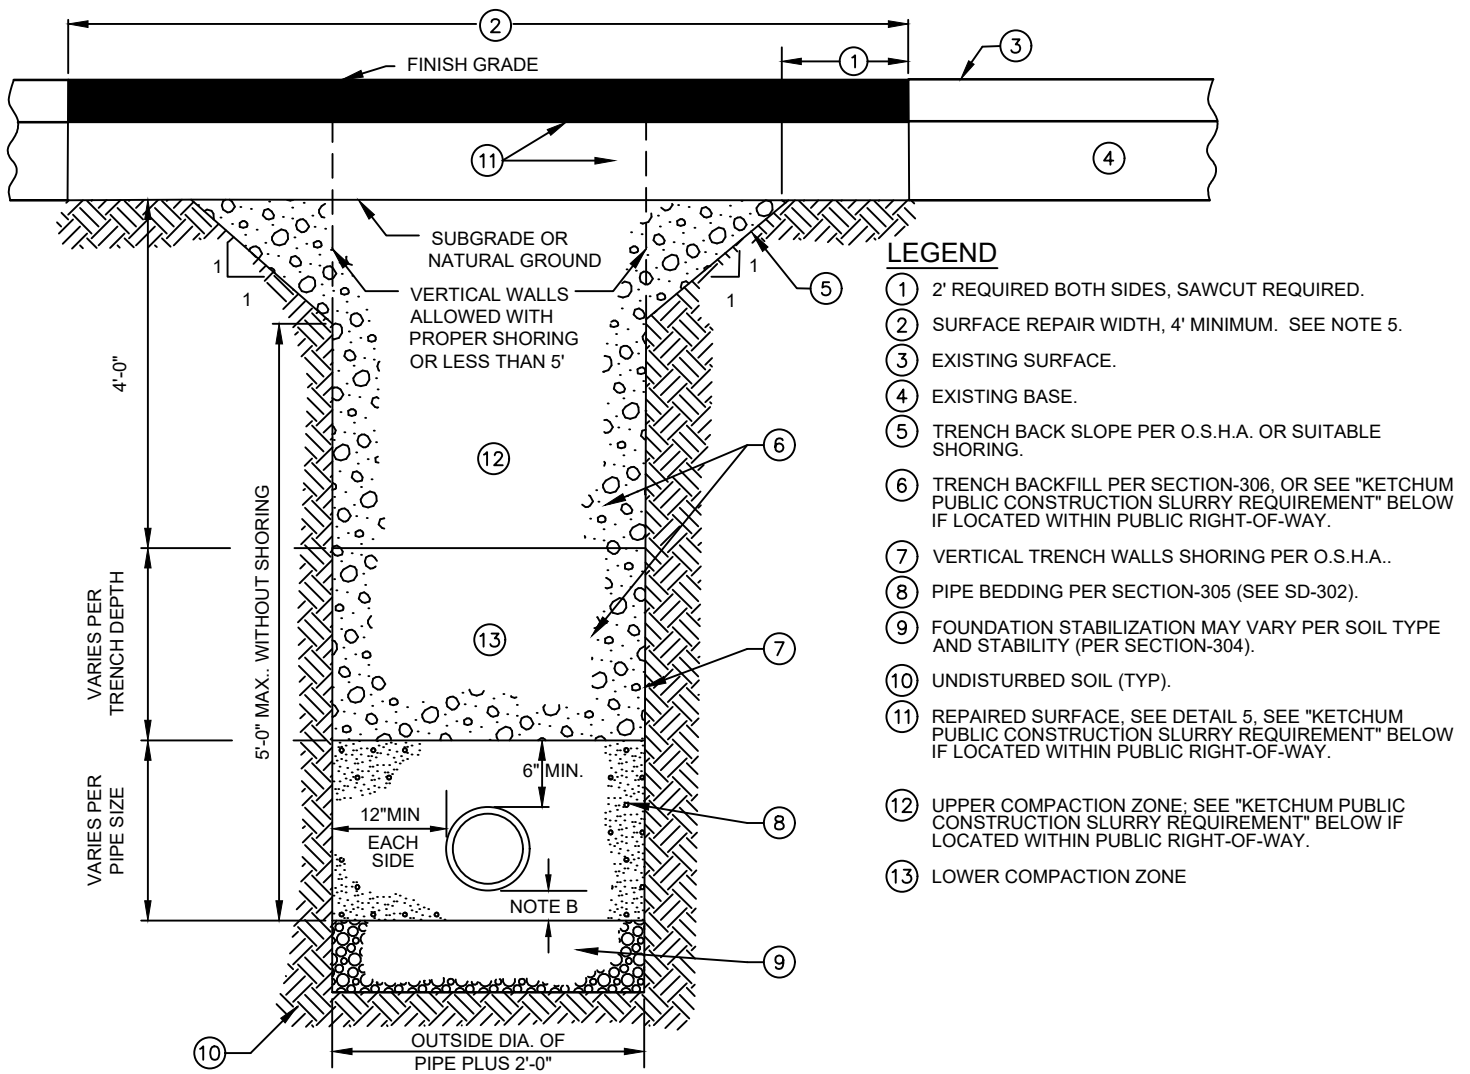 2
3
1
FINISH GRADE
11
4
SUBGRADE OR
NATURAL GROUND
1
1
1
1
VERTICAL WALLS
ALLOWED WITH
PROPER SHORING
OR LESS THAN 5'
5
4'-0"
12
6
5'-0" MAX.. WITHOUT SHORING
VARIES PER
TRENCH DEPTH
13
7
VARIES PER
PIPE SIZE
6" MIN.
12"MIN
EACH
SIDE
8
NOTE B
9
10
OUTSIDE DIA. OF
PIPE PLUS 2'-0"
LEGEND
1 2' REQUIRED BOTH SIDES, SAWCUT REQUIRED.
2 SURFACE REPAIR WIDTH, 4' MINIMUM. SEE NOTE 5.
3 EXISTING SURFACE.
4 EXISTING BASE.
5 TRENCH BACK SLOPE PER O.S.H.A. OR SUITABLE
SHORING.
6 TRENCH BACKFILL PER SECTION-306, OR SEE "KETCHUM
PUBLIC CONSTRUCTION SLURRY REQUIREMENT" BELOW
IF LOCATED WITHIN PUBLIC RIGHT-OF-WAY.
7 VERTICAL TRENCH WALLS SHORING PER O.S.H.A..
8 PIPE BEDDING PER SECTION-305 (SEE SD-302).
9 FOUNDATION STABILIZATION MAY VARY PER SOIL TYPE
AND STABILITY (PER SECTION-304).
10 UNDISTURBED SOIL (TYP).
11 REPAIRED SURFACE, SEE DETAIL 5, SEE "KETCHUM
PUBLIC CONSTRUCTION SLURRY REQUIREMENT" BELOW
IF LOCATED WITHIN PUBLIC RIGHT-OF-WAY.
12 UPPER COMPACTION ZONE; SEE "KETCHUM PUBLIC
CONSTRUCTION SLURRY REQUIREMENT" BELOW IF
LOCATED WITHIN PUBLIC RIGHT-OF-WAY.
13 LOWER COMPACTION ZONE